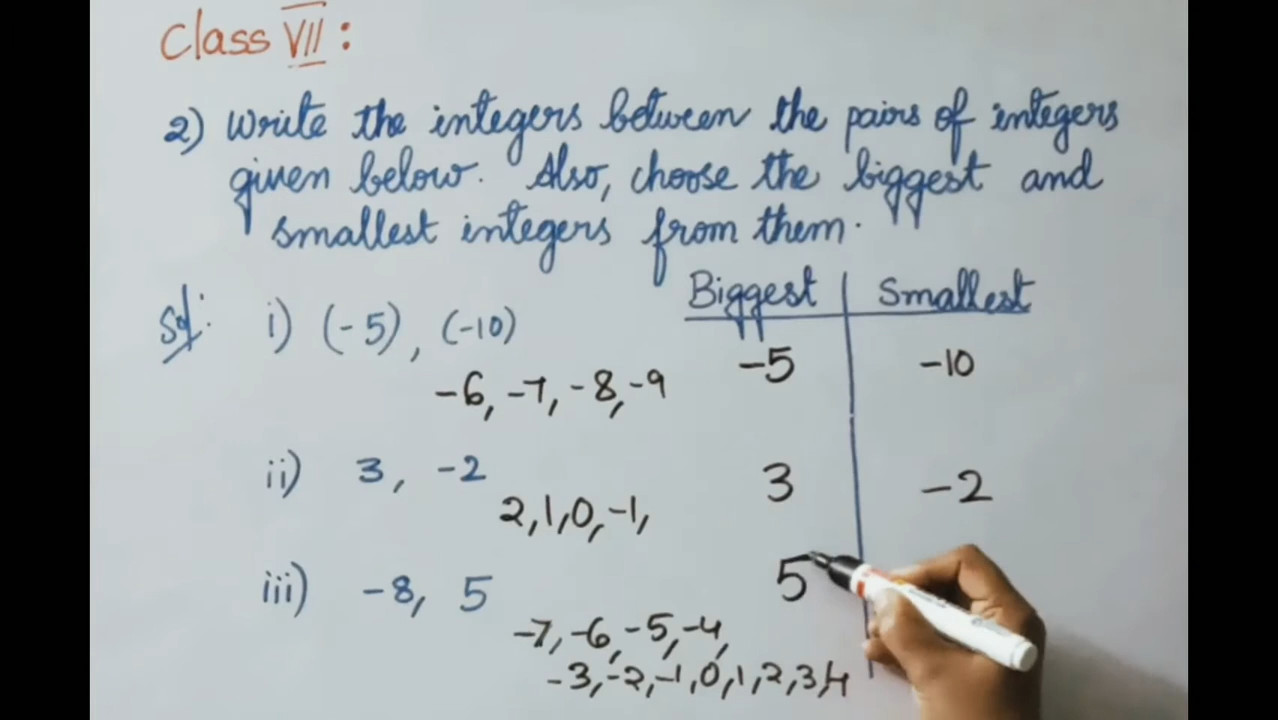 Class VII:
2) Write the integers between the pairs of integers
given below. Also, choose the biggest and
smallest integers from them.
Biggest Smallest
Sol: i) (-5), (-10)
-5 -10
-6, -7, -8, -9
ii) 3, -2
3 -2
2, 1, 0, -1,
iii) -8, 5
5
-7, -6, -5, -4,
-3, -2, -1, 0, 1, 2, 3, 4